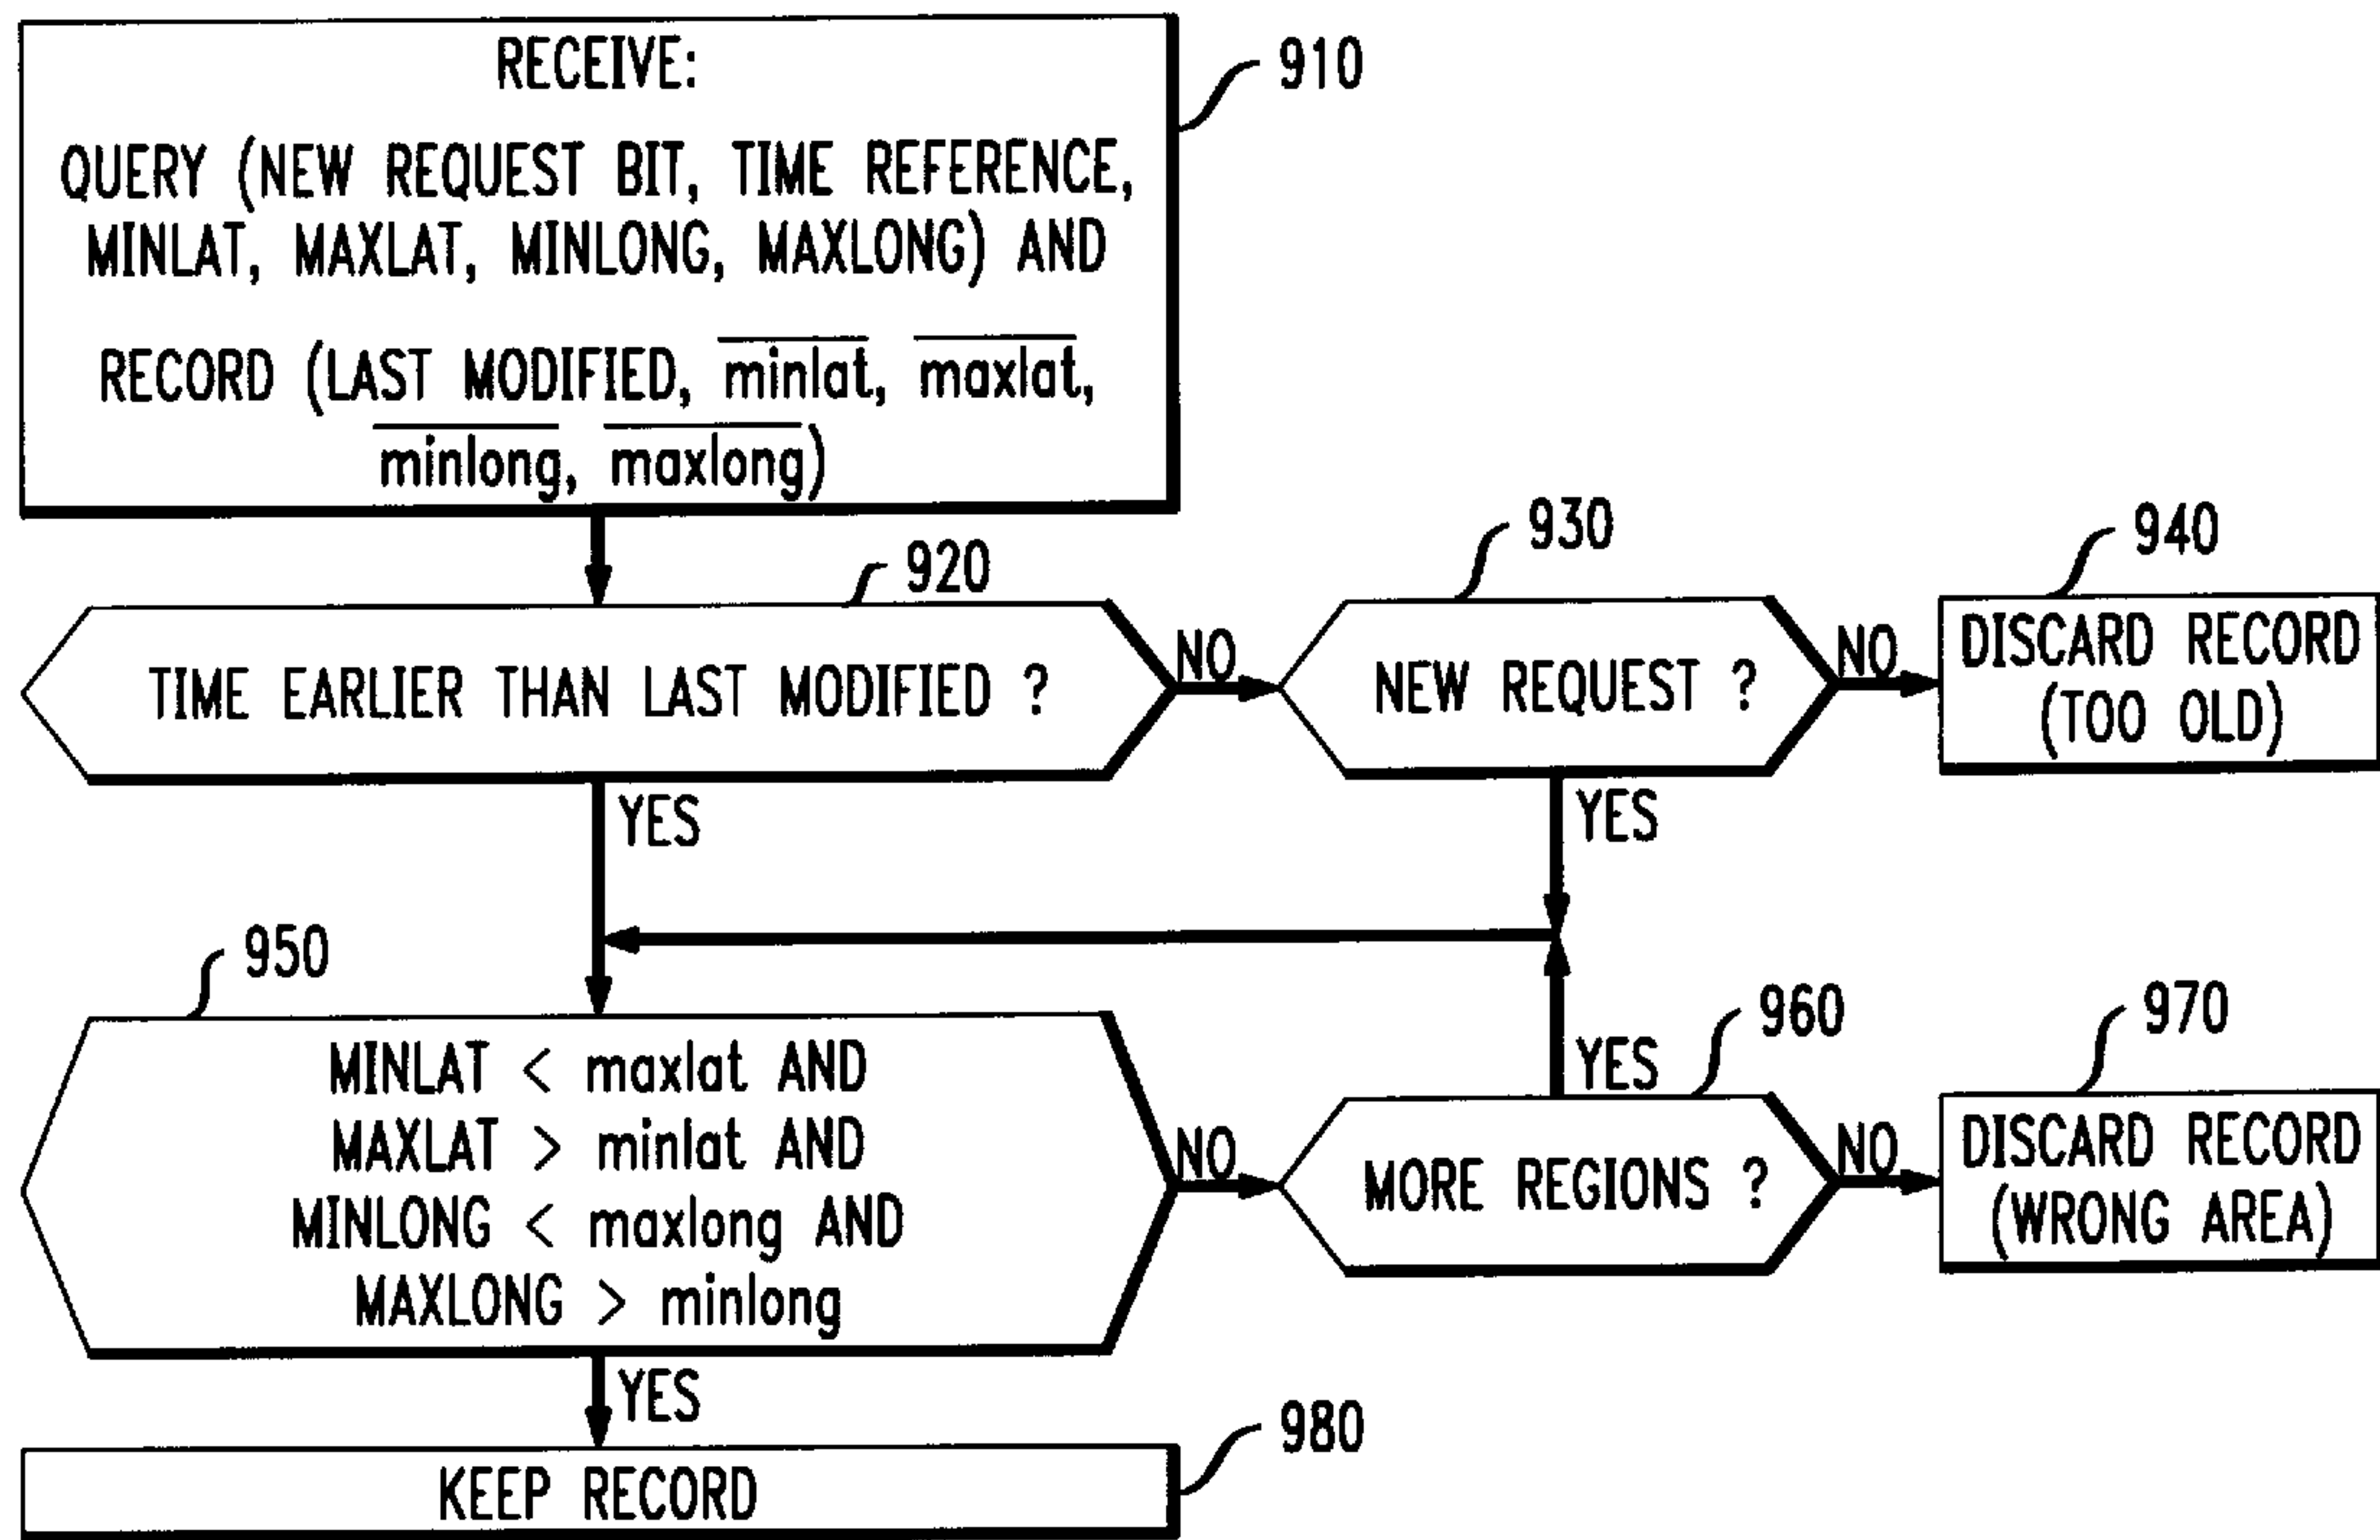 RECEIVE:
910
QUERY (NEW REQUEST BIT, TIME REFERENCE,
MINLAT, MAXLAT, MINLONG, MAXLONG) AND
RECORD (LAST MODIFIED, minlat, maxlat,
minlong, maxlong)
920
930
940
TIME EARLIER THAN LAST MODIFIED ?
NO
NEW REQUEST ?
NO
DISCARD RECORD
(TOO OLD)
YES
YES
950
960
970
MINLAT < maxlat AND
MAXLAT > minlat AND
MINLONG < maxlong AND
MAXLONG > minlong
NO
YES
MORE REGIONS ?
NO
DISCARD RECORD
(WRONG AREA)
YES
980
KEEP RECORD